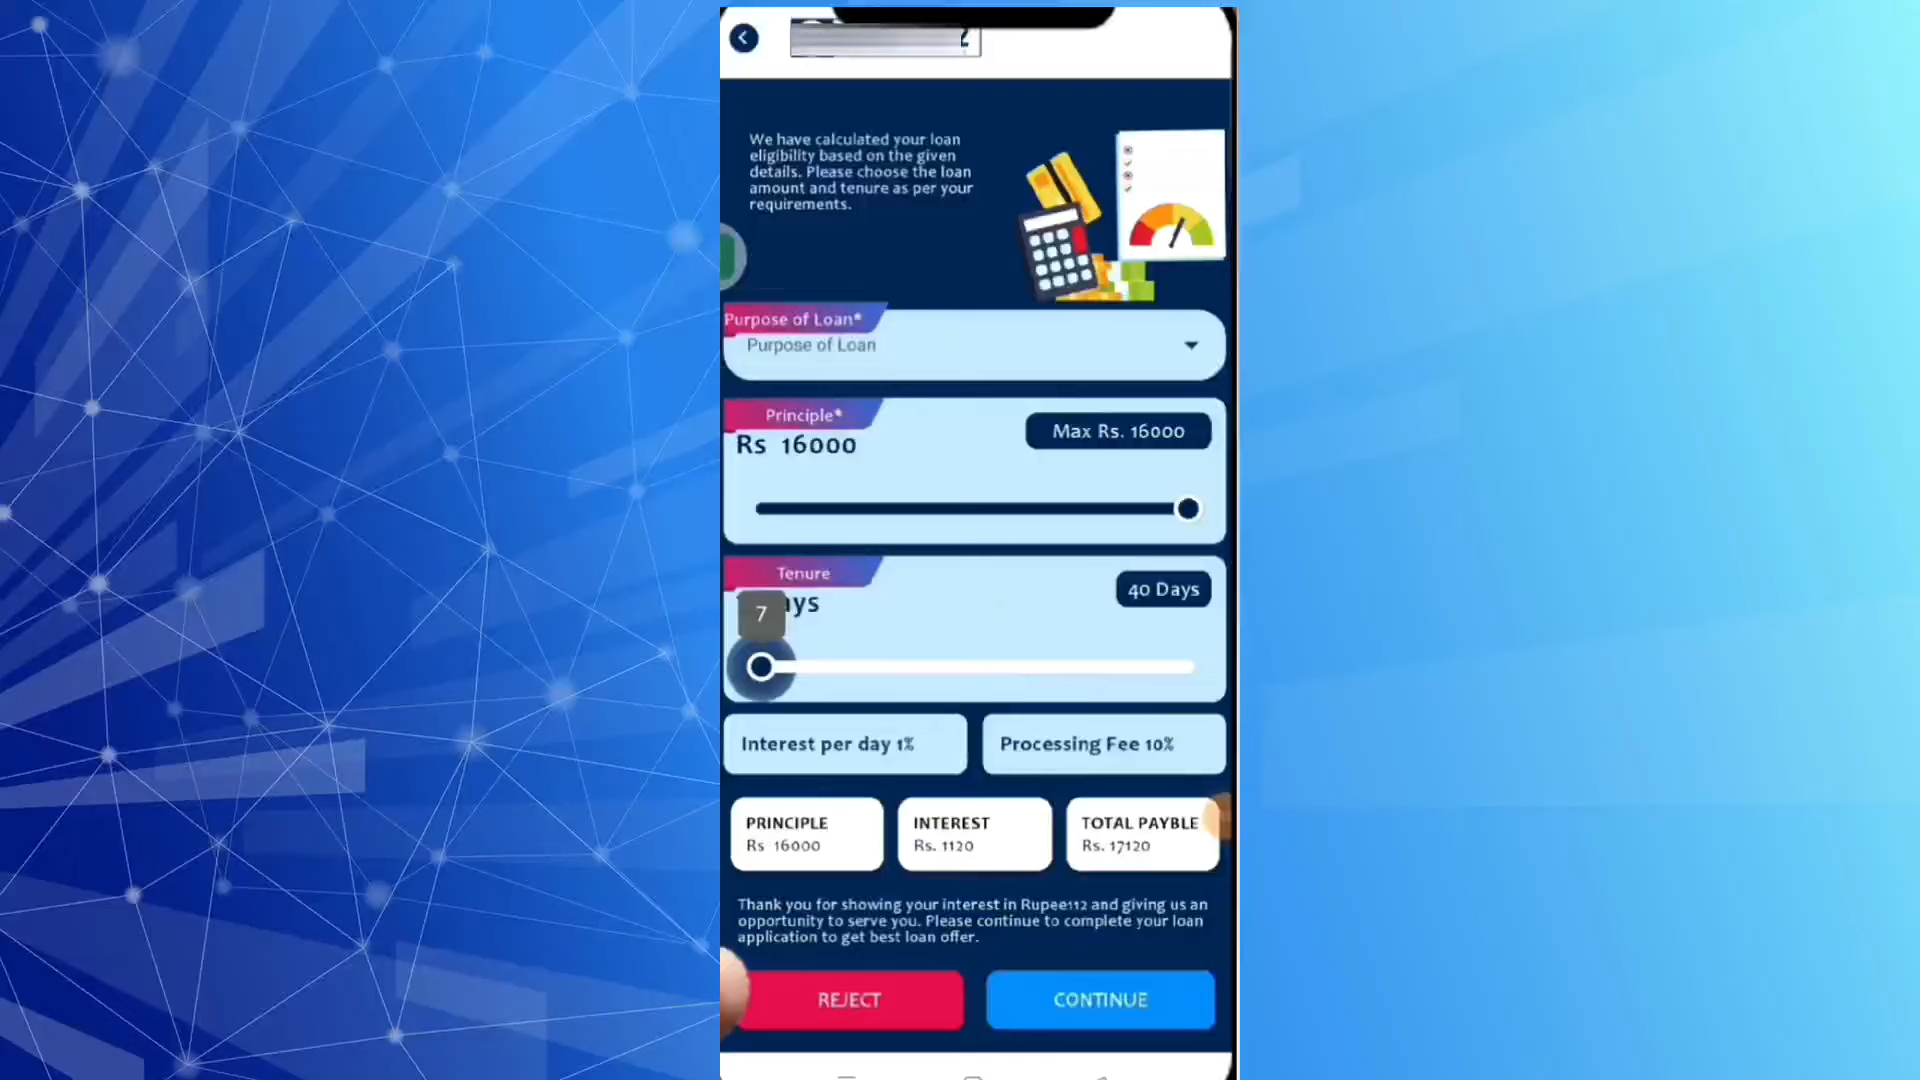 We have calculated your loan
eligibility based on the given
details. Please choose the loan
amount and tenure as per your
requirements.
Purpose of Loan*
Purpose of Loan
Principle*
Rs 16000
Max Rs. 16000
Tenure
40 Days
7
Interest per day 1%
Processing Fee 10%
PRINCIPLE
Rs 16000
INTEREST
Rs. 1120
TOTAL PAYBLE
Rs. 17120
Thank you for showing your interest in Rupee112 and giving us an
opportunity to serve you. Please continue to complete your loan
application to get best loan offer.
REJECT
CONTINUE